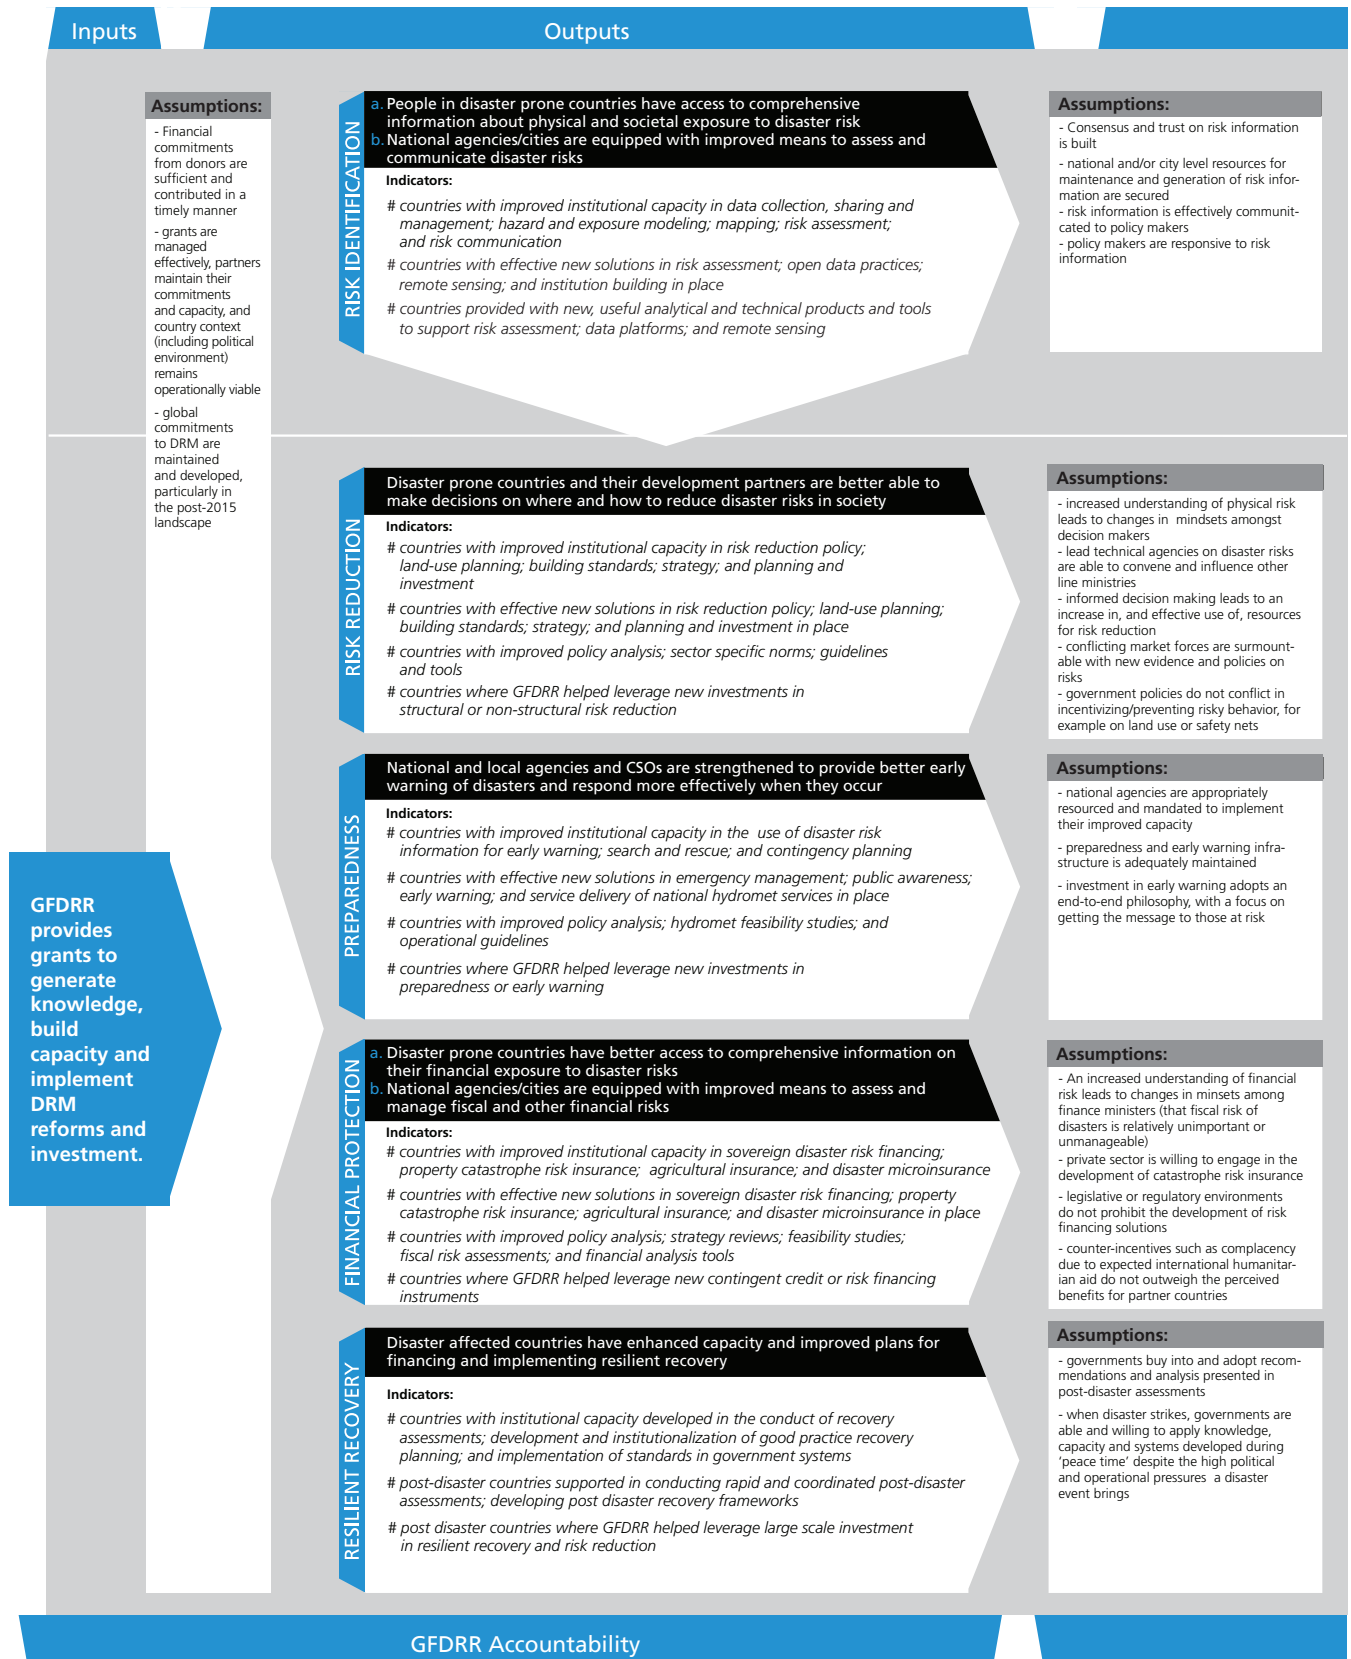 Inputs
Outputs
Assumptions:
- Financial
commitments
from donors are
sufficient and
contributed in a
timely manner
- grants are
managed
effectively, partners
maintain their
commitments
and capacity, and
country context
(including political
environment)
remains
operationally viable
- global
commitments
to DRM are
maintained
and developed,
particularly in
the post-2015
landscape
GFDRR
provides
grants to
generate
knowledge,
build
capacity and
implement
DRM
reforms and
investment.
RISK IDENTIFICATION
a. People in disaster prone countries have access to comprehensive
information about physical and societal exposure to disaster risk
b. National agencies/cities are equipped with improved means to assess and
communicate disaster risks
Indicators:
# countries with improved institutional capacity in data collection, sharing and
management; hazard and exposure modeling; mapping; risk assessment;
and risk communication
# countries with effective new solutions in risk assessment; open data practices;
remote sensing; and institution building in place
# countries provided with new, useful analytical and technical products and tools
to support risk assessment; data platforms; and remote sensing
Assumptions:
- Consensus and trust on risk information
is built
- national and/or city level resources for
maintenance and generation of risk infor-
mation are secured
- risk information is effectively communit-
cated to policy makers
- policy makers are responsive to risk
information
RISK REDUCTION
Disaster prone countries and their development partners are better able to
make decisions on where and how to reduce disaster risks in society
Indicators:
# countries with improved institutional capacity in risk reduction policy;
land-use planning; building standards; strategy; and planning and
investment
# countries with effective new solutions in risk reduction policy; land-use planning;
building standards; strategy; and planning and investment in place
# countries with improved policy analysis; sector specific norms; guidelines
and tools
# countries where GFDRR helped leverage new investments in
structural or non-structural risk reduction
Assumptions:
- increased understanding of physical risk
leads to changes in mindsets amongst
decision makers
- lead technical agencies on disaster risks
are able to convene and influence other
line ministries
- informed decision making leads to an
increase in, and effective use of, resources
for risk reduction
- conflicting market forces are surmount-
able with new evidence and policies on
risks
- government policies do not conflict in
incentivizing/preventing risky behavior, for
example on land use or safety nets
PREPAREDNESS
National and local agencies and CSOs are strengthened to provide better early
warning of disasters and respond more effectively when they occur
Indicators:
# countries with improved institutional capacity in the use of disaster risk
information for early warning; search and rescue; and contingency planning
# countries with effective new solutions in emergency management; public awareness;
early warning; and service delivery of national hydromet services in place
# countries with improved policy analysis; hydromet feasibility studies; and
operational guidelines
# countries where GFDRR helped leverage new investments in
preparedness or early warning
Assumptions:
- national agencies are appropriately
resourced and mandated to implement
their improved capacity
- preparedness and early warning infra-
structure is adequately maintained
- investment in early warning adopts an
end-to-end philosophy, with a focus on
getting the message to those at risk
FINANCIAL PROTECTION
a. Disaster prone countries have better access to comprehensive information on
their financial exposure to disaster risks
b. National agencies/cities are equipped with improved means to assess and
manage fiscal and other financial risks
Indicators:
# countries with improved institutional capacity in sovereign disaster risk financing;
property catastrophe risk insurance; agricultural insurance; and disaster microinsurance
# countries with effective new solutions in sovereign disaster risk financing; property
catastrophe risk insurance; agricultural insurance; and disaster microinsurance in place
# countries with improved policy analysis; strategy reviews; feasibility studies;
fiscal risk assessments; and financial analysis tools
# countries where GFDRR helped leverage new contingent credit or risk financing
instruments
Assumptions:
- An increased understanding of financial
risk leads to changes in minsets among
finance ministers (that fiscal risk of
disasters is relatively unimportant or
unmanageable)
- private sector is willing to engage in the
development of catastrophe risk insurance
- legislative or regulatory environments
do not prohibit the development of risk
financing solutions
- counter-incentives such as complacency
due to expected international humanitar-
ian aid do not outweigh the perceived
benefits for partner countries
RESILIENT RECOVERY
Disaster affected countries have enhanced capacity and improved plans for
financing and implementing resilient recovery
Indicators:
# countries with institutional capacity developed in the conduct of recovery
assessments; development and institutionalization of good practice recovery
planning; and implementation of standards in government systems
# post-disaster countries supported in conducting rapid and coordinated post-disaster
assessments; developing post disaster recovery frameworks
# post disaster countries where GFDRR helped leverage large scale investment
in resilient recovery and risk reduction
Assumptions:
- governments buy into and adopt recom-
mendations and analysis presented in
post-disaster assessments
- when disaster strikes, governments are
able and willing to apply knowledge,
capacity and systems developed during
‘peace time’ despite the high political
and operational pressures a disaster
event brings
GFDRR Accountability